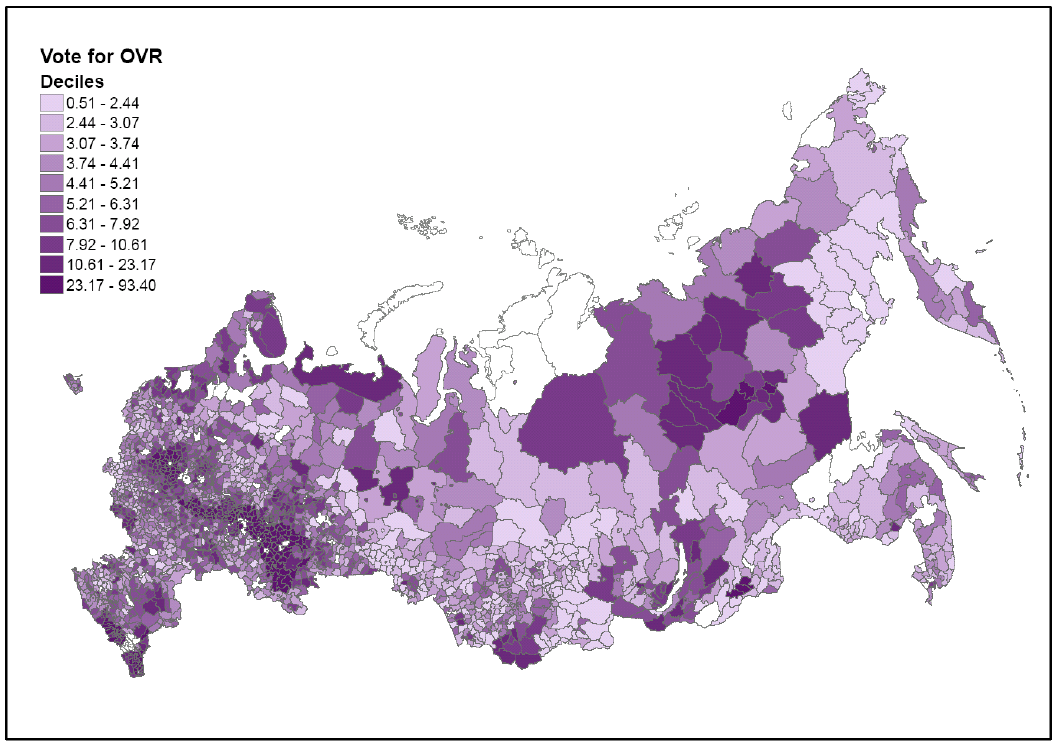 Vote for OVR
Deciles
0.51 - 2.44
2.44 - 3.07
3.07 - 3.74
3.74 - 4.41
4.41 - 5.21
5.21 - 6.31
6.31 - 7.92
7.92 - 10.61
10.61 - 23.17
23.17 - 93.40